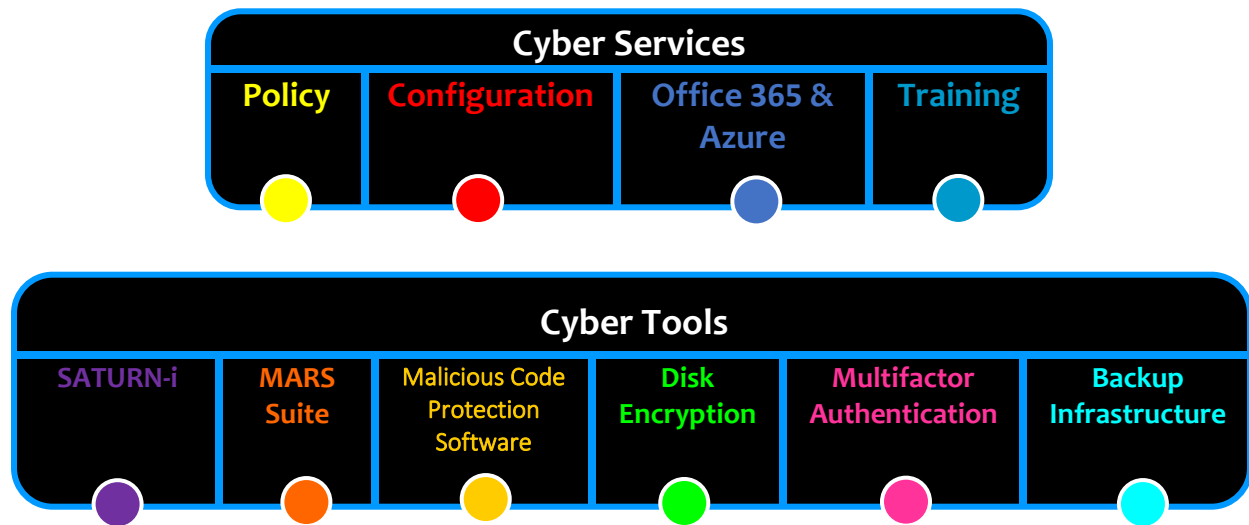 Cyber Services
Policy
Configuration
Office 365 &
Azure
Training
Cyber Tools
SATURN-i
MARS
Suite
Malicious Code
Protection
Software
Disk
Encryption
Multifactor
Authentication
Backup
Infrastructure